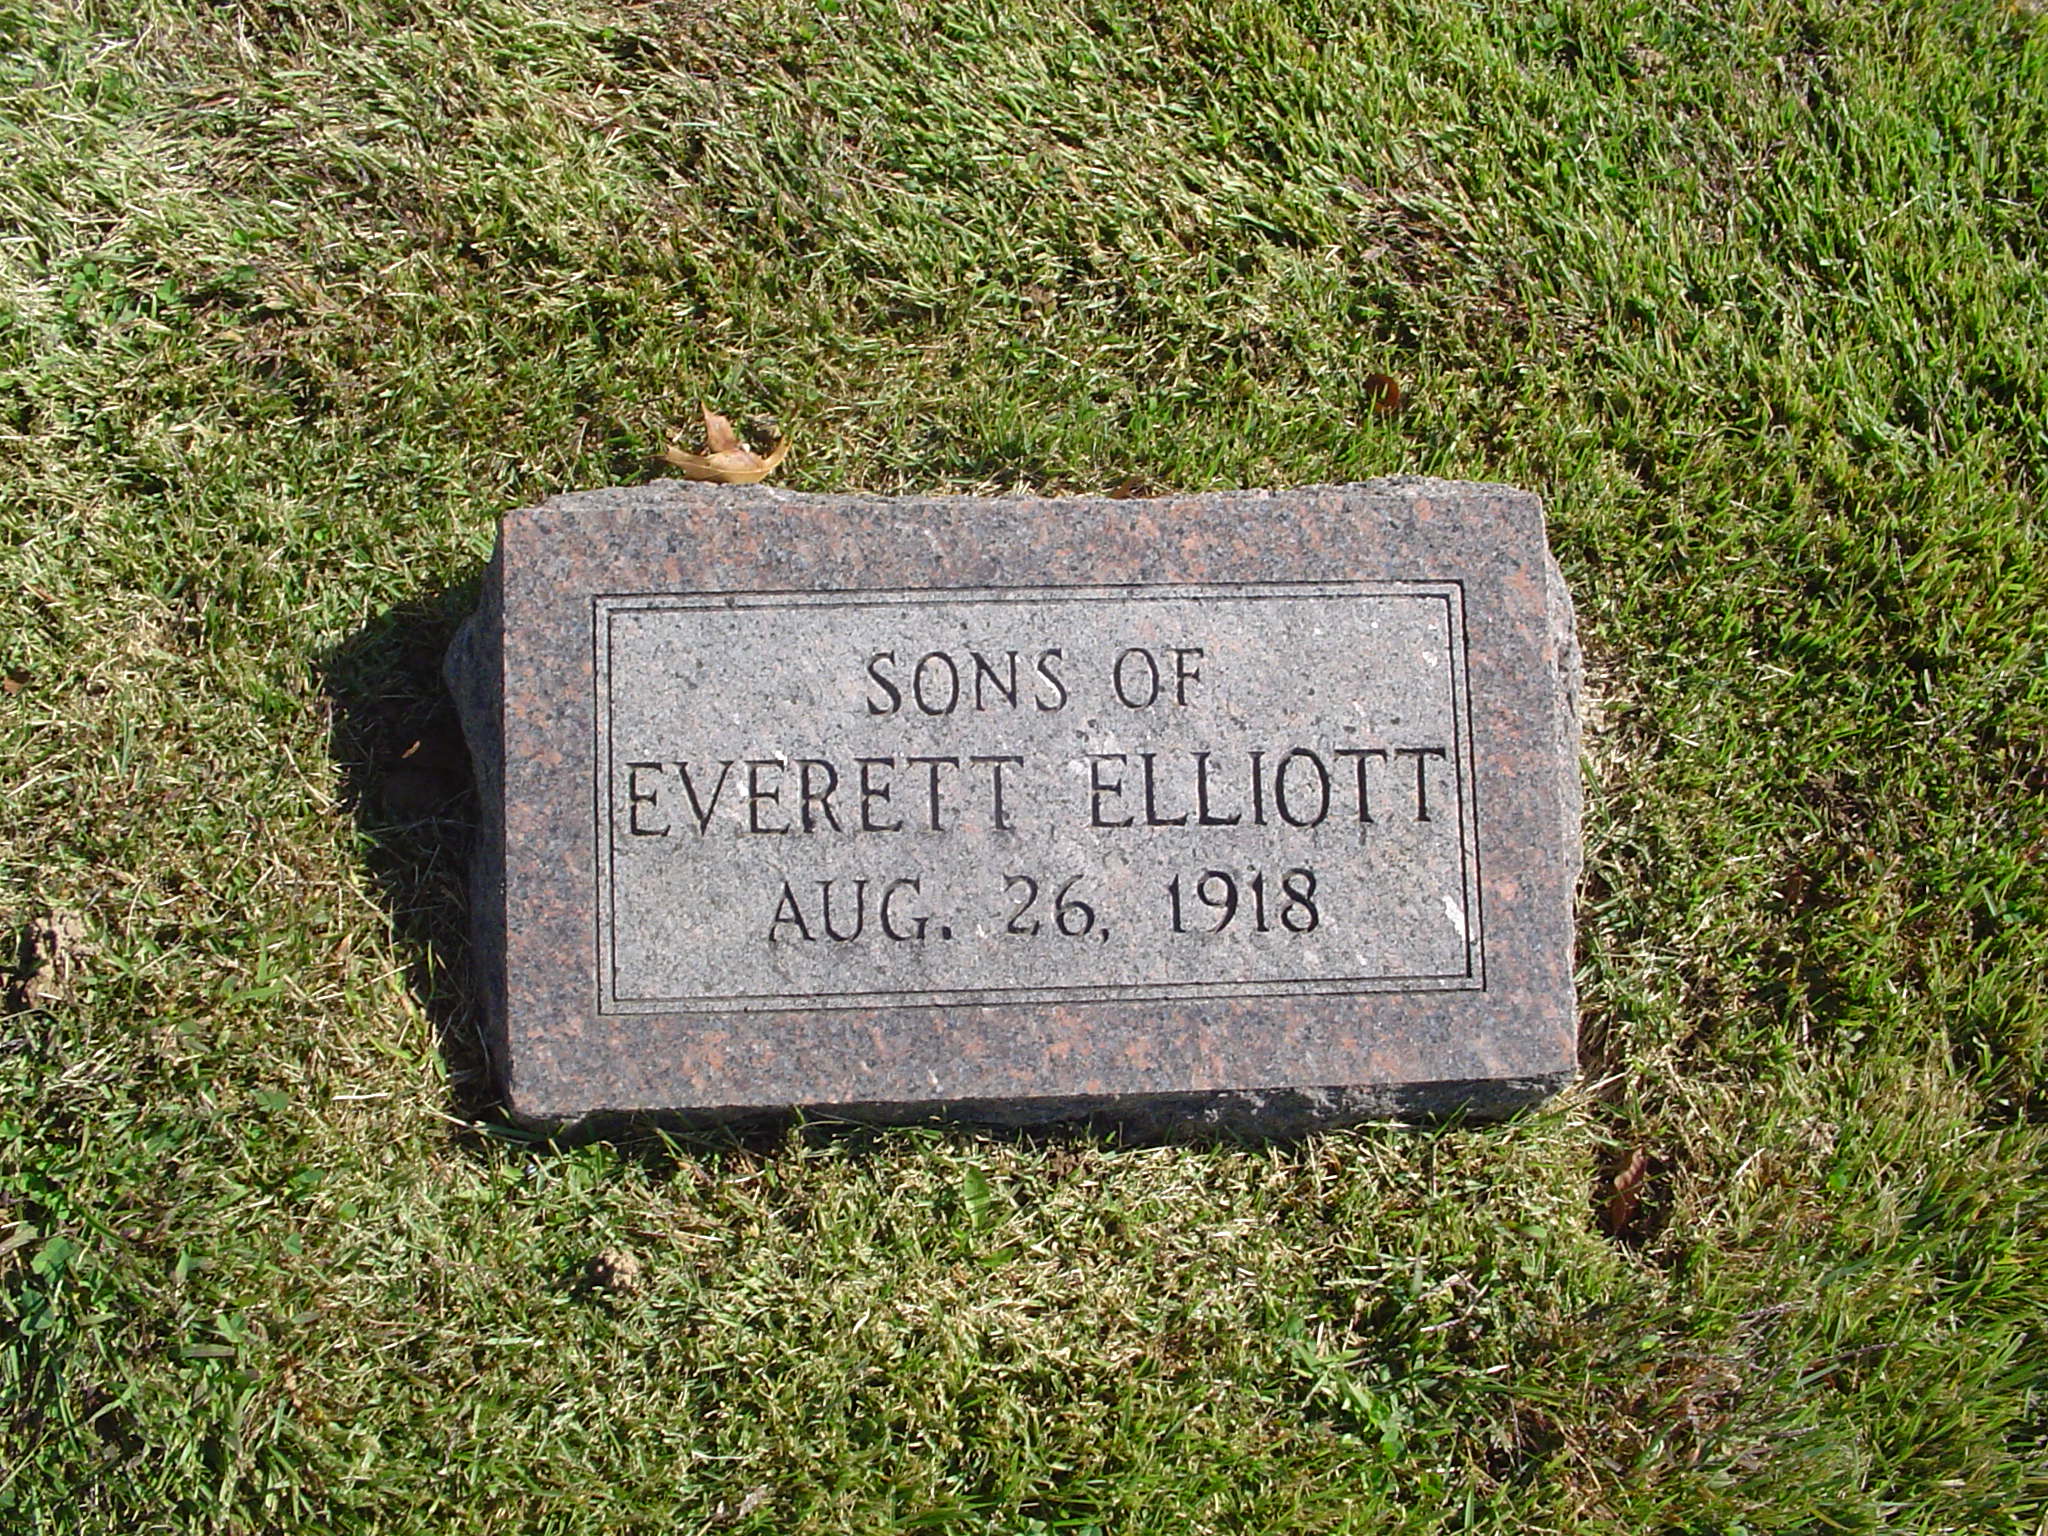 SONS OF
EVERETT ELLIOTT
AUG. 26, 1918